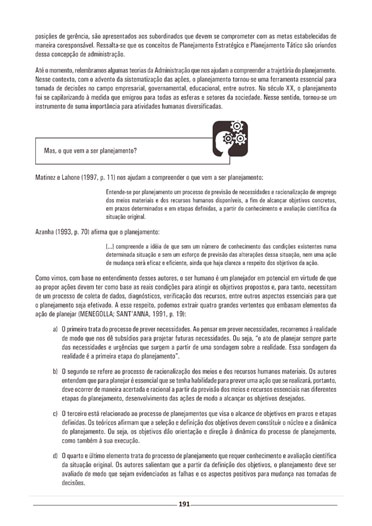 posições de gerência, são apresentados aos subordinados que devem se comprometer com as metas estabelecidas de
maneira coresponsável. Ressalta-se que os conceitos de Planejamento Estratégico e Planejamento Tático são oriundos
dessa concepção de administração.
Até o momento, relembramos algumas teorias da Administração que nos ajudam a compreender a trajetória do planejamento.
Nesse contexto, com o advento da sistematização das ações, o planejamento tornou-se uma ferramenta essencial para
tomada de decisões no campo empresarial, governamental, educacional, entre outros. No século XX, o planejamento
foi se capilarizando à medida que emigrou para todas as esferas e setores da sociedade. Nesse sentido, tornou-se um
instrumento de suma importância para atividades humanas diversificadas.
Mas, o que vem a ser planejamento?
Matinez e Lahone (1997, p. 11) nos ajudam a compreender o que vem a ser planejamento:
Entende-se por planejamento um processo de previsão de necessidades e racionalização de emprego
dos meios materiais e dos recursos humanos disponíveis, a fim de alcançar objetivos concretos,
em prazos determinados e em etapas definidas, a partir do conhecimento e avaliação científica da
situação original.
Azanha (1993, p. 70) afirma que o planejamento:
[...] compreende a idéia de que sem um número de conhecimento das condições existentes numa
determinada situação e sem um esforço de previsão das alterações dessa situação, nem uma ação
de mudança será eficaz e eficiente, ainda que haja clareza a respeito dos objetivos da ação.
Como vimos, com base no entendimento desses autores, o ser humano é um planejador em potencial em virtude de que
ao propor ações devem ter como base as reais condições para atingir os objetivos propostos e, para tanto, necessitam
de um processo de coleta de dados, diagnósticos, verificação dos recursos, entre outros aspectos essenciais para que
o planejamento seja efetivado. A esse respeito, podemos extrair quatro grandes vertentes que embasam elementos da
ação de planejar (MENEGOLLA; SANT'ANNA, 1991, p. 19):
a) O primeiro trata do processo de prever necessidades. Ao pensar em prever necessidades, recorremos à realidade
de modo que nos dê subsídios para projetar futuras necessidades. Ou seja, "o ato de planejar sempre parte
das necessidades e urgências que surgem a partir de uma sondagem sobre a realidade. Essa sondagem da
realidade é a primeira etapa do planejamento".
b) O segundo se refere ao processo de racionalização dos meios e dos recursos humanos materiais. Os autores
entendem que para planejar é essencial que se tenha habilidade para prever uma ação que se realizará, portanto,
deve ocorrer de maneira acertada e racional a partir da provisão dos meios e recursos essenciais nas diferentes
etapas do planejamento, desenvolvimento das ações de modo a alcançar os objetivos desejados.
c) O terceiro está relacionado ao processo de planejamentos que visa o alcance de objetivos em prazos e etapas
definidas. Os teóricos afirmam que a seleção e definição dos objetivos devem constituir o núcleo e a dinâmica
do planejamento. Ou seja, os objetivos dão orientação e direção à dinâmica do processo de planejamento,
como também à sua execução.
d) O quarto e último elemento trata do processo de planejamento que requer conhecimento e avaliação científica
da situação original. Os autores salientam que a partir da definição dos objetivos, o planejamento deve ser
avaliado de modo que sejam evidenciados as falhas e os aspectos positivos para mudança nas tomadas de
decisões.
191